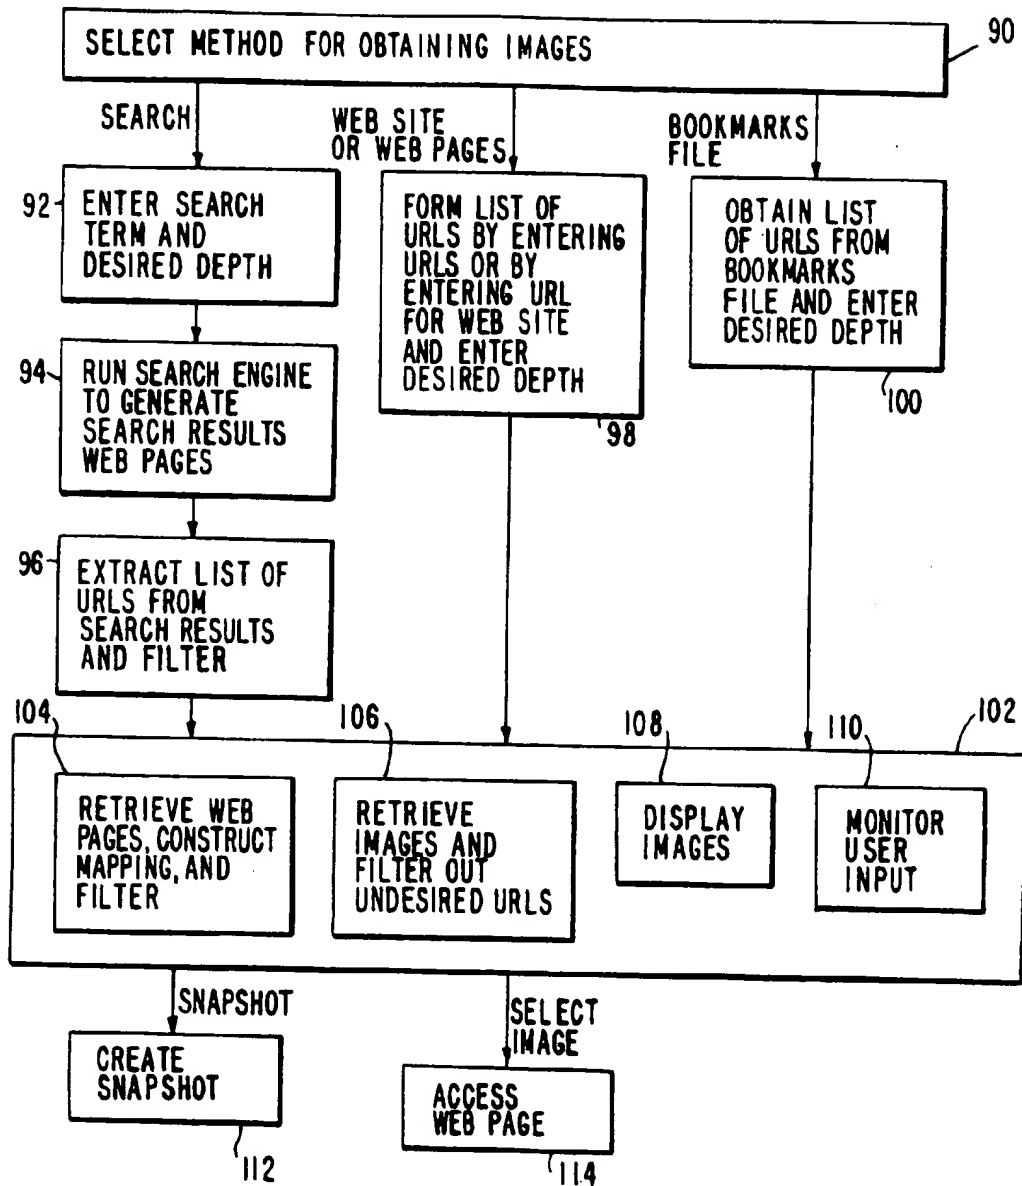 SELECT METHOD FOR OBTAINING IMAGES
90
SEARCH
WEB SITE
OR WEB PAGES
BOOKMARKS
FILE
92
ENTER SEARCH
TERM AND
DESIRED DEPTH
FORM LIST OF
URLS BY ENTERING
URLS OR BY
ENTERING URL
FOR WEB SITE
AND ENTER
DESIRED DEPTH
98
OBTAIN LIST
OF URLS FROM
BOOKMARKS
FILE AND ENTER
DESIRED DEPTH
100
94
RUN SEARCH ENGINE
TO GENERATE
SEARCH RESULTS
WEB PAGES
96
EXTRACT LIST OF
URLS FROM
SEARCH RESULTS
AND FILTER
104
106
108
110
102
RETRIEVE WEB
PAGES, CONSTRUCT
MAPPING, AND
FILTER
RETRIEVE
IMAGES AND
FILTER OUT
UNDESIRED URLS
DISPLAY
IMAGES
MONITOR
USER
INPUT
SNAPSHOT
SELECT
IMAGE
CREATE
SNAPSHOT
112
ACCESS
WEB PAGE
114